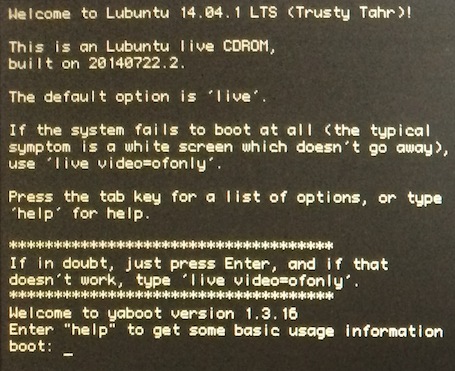 Welcome to Lubuntu 14.04.1 LTS (Trusty Tahr)!
This is an Lubuntu live CDROM,
built on 20140722.2.
The default option is 'live'.
If the system fails to boot at all (the typical
symptom is a white screen which doesn't go away),
use 'live video=ofonly'.
Press the tab key for a list of options, or type
'help' for help.
************************************
If in doubt, just press Enter, and if that
doesn't work, type 'live video=ofonly'.
************************************
Welcome to yaboot version 1.3.16
Enter "help" to get some basic usage information
boot: _